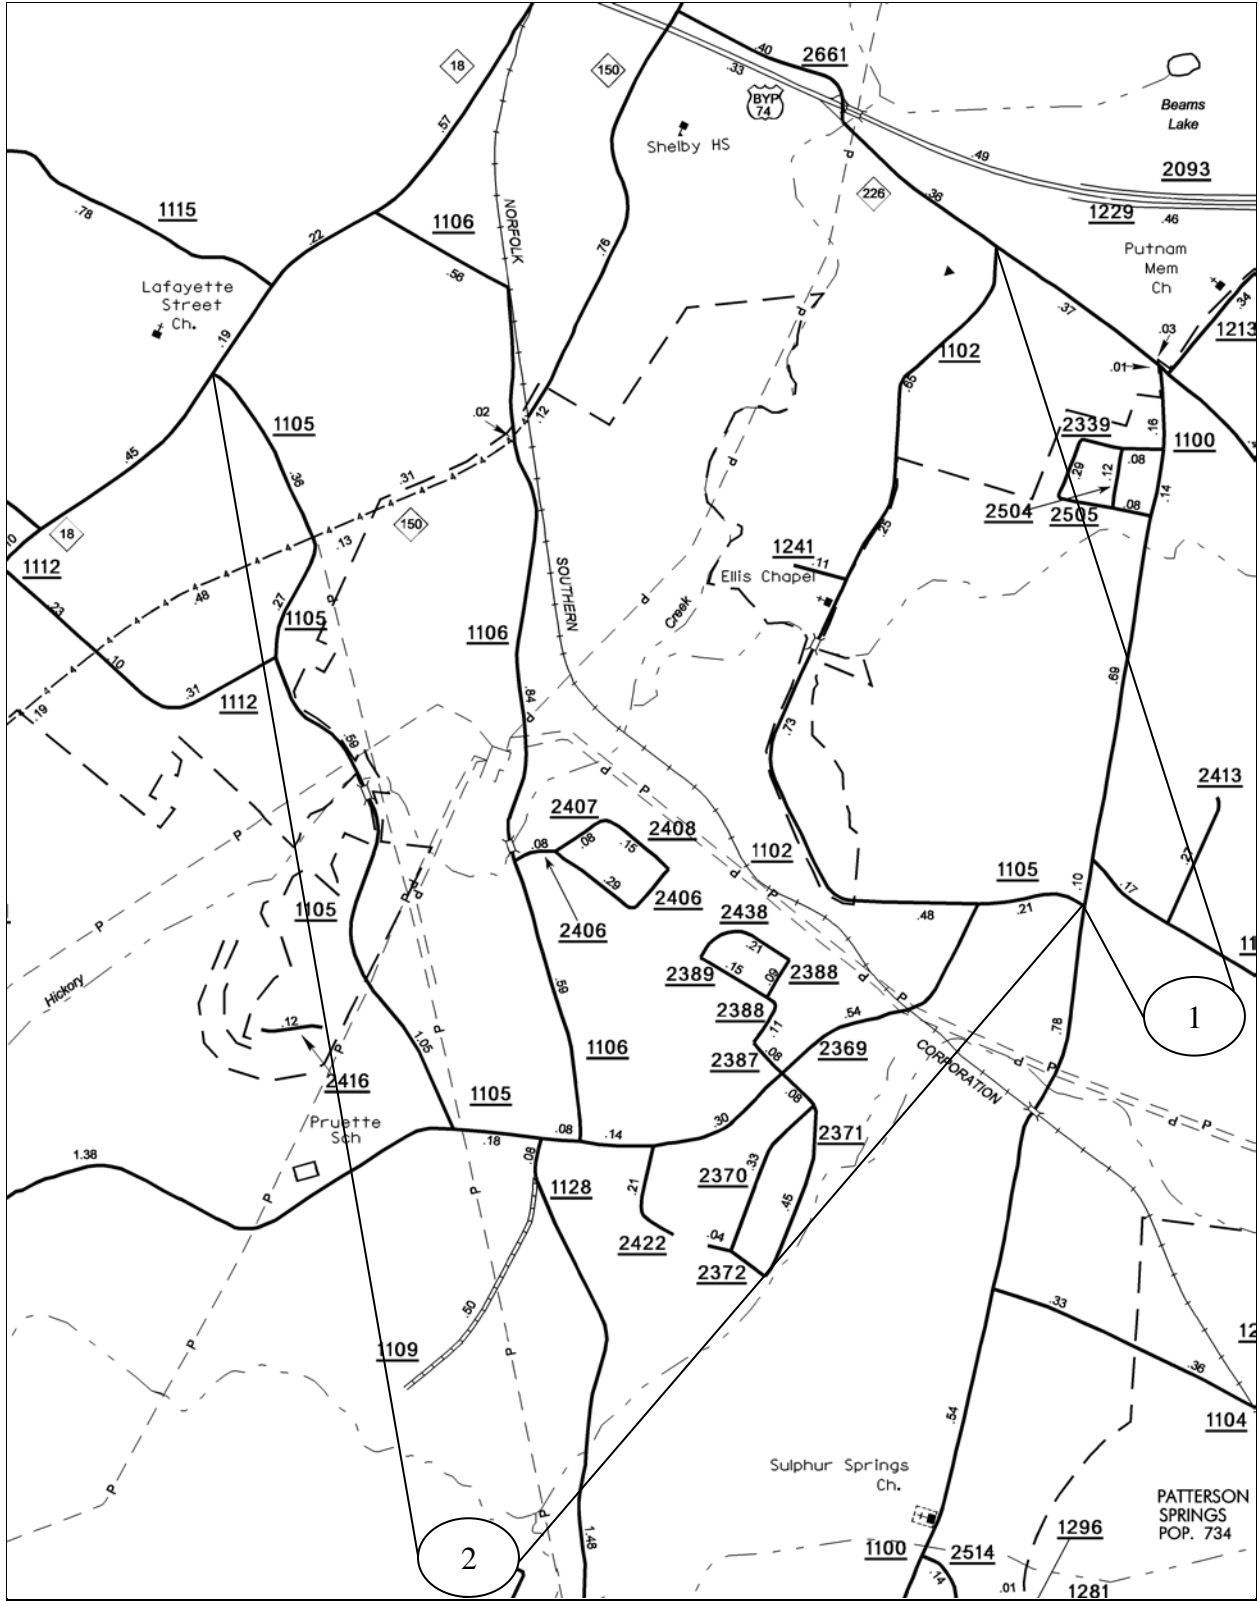 .40
2661
18
150
.33
BYP
74
Beams
Lake
.57
Shelby HS
.49
2093
P
226
.36
1115
.78
1106
NORFOLK
1229
.46
.22
.76
Putnam
Mem
Ch
.56
Lafayette
Street
Ch.
P
.37
.34
.19
1102
.03
1213
.01
.65
.02
.12
1105
2339
.16
1100
.45
P
.08
.36
.31
.29
.12
.14
.08
2504
2505
18
150
.25
.10
.13
1241
.11
1112
Ellis Chapel
SOUTHERN
.48
.23
.27
P
P
Creek
1105
1106
.10
.69
.31
.84
1112
.19
P
.73
.59
P
P
2413
2407
2408
P
.08
.08
.15
1102
.27
P
P
1105
.10
.17
.29
2406
P
P
2438
.48
.21
1105
2406
P
.21
11
2389
.15
.09
2388
P
P
Hickory
.59
2388
.54
1
.12
P
.11
.78
1.05
1106
2387
.08
2369
CORPORATION
P
P
P
2416
1105
.08
Pruette
Sch
.30
P
P
.18
.08
.14
2371
1.38
.08
.33
2370
P
P
1128
.21
.45
2422
.04
2372
.33
.50
12
P
1109
P
.36
.54
1104
Sulphur Springs
Ch.
P
PATTERSON
SPRINGS
POP. 734
P
1296
1.48
2
1100
2514
.14
.01
1281